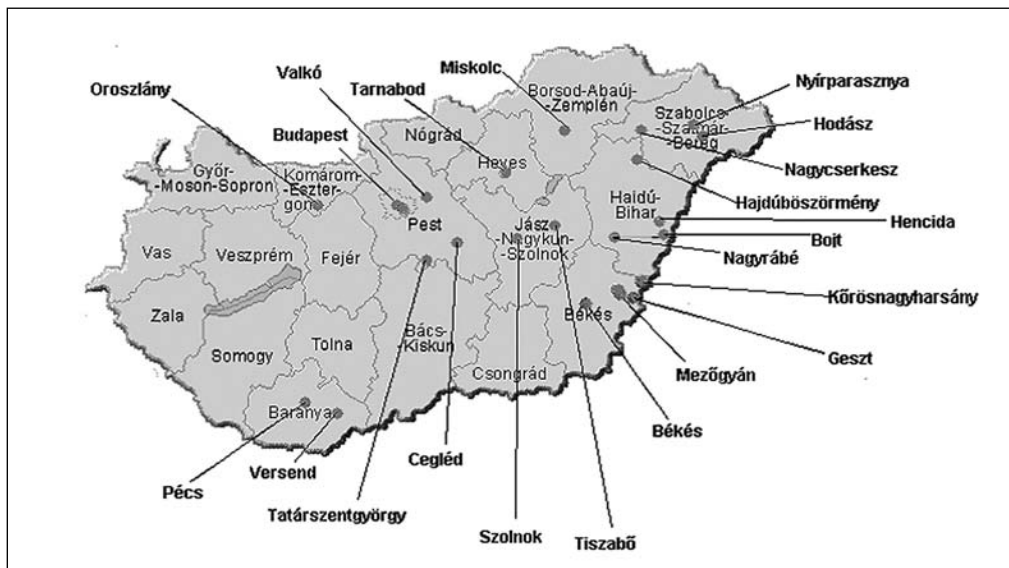 Miskolc
Valkó
Nyírparasznya
Tarnabod
Oroszlány
Borsod-Abaúj-
-Zemplén
Szabolcs
-Szatmár-
-Bereg
Hodász
Budapest
Nógrád
Nagycserkesz
Győr-
-Moson-Sopron
Komárom-
-Eszter-
gom
Heves
Hajdúböszörmény
Hajdú-
Bihar
Hencida
Pest
Jász-
-Nagykun-
-Szolnok
Bojt
Vas
Veszprém
Fejér
Nagyrábé
Kőrösnagyharsány
Zala
Békés
Bács-
-Kiskun
Tolna
Somogy
Geszt
Csongrád
Mezőgyán
Baranya
Békés
Cegléd
Versend
Pécs
Tatárszentgyörgy
Szolnok
Tiszabő